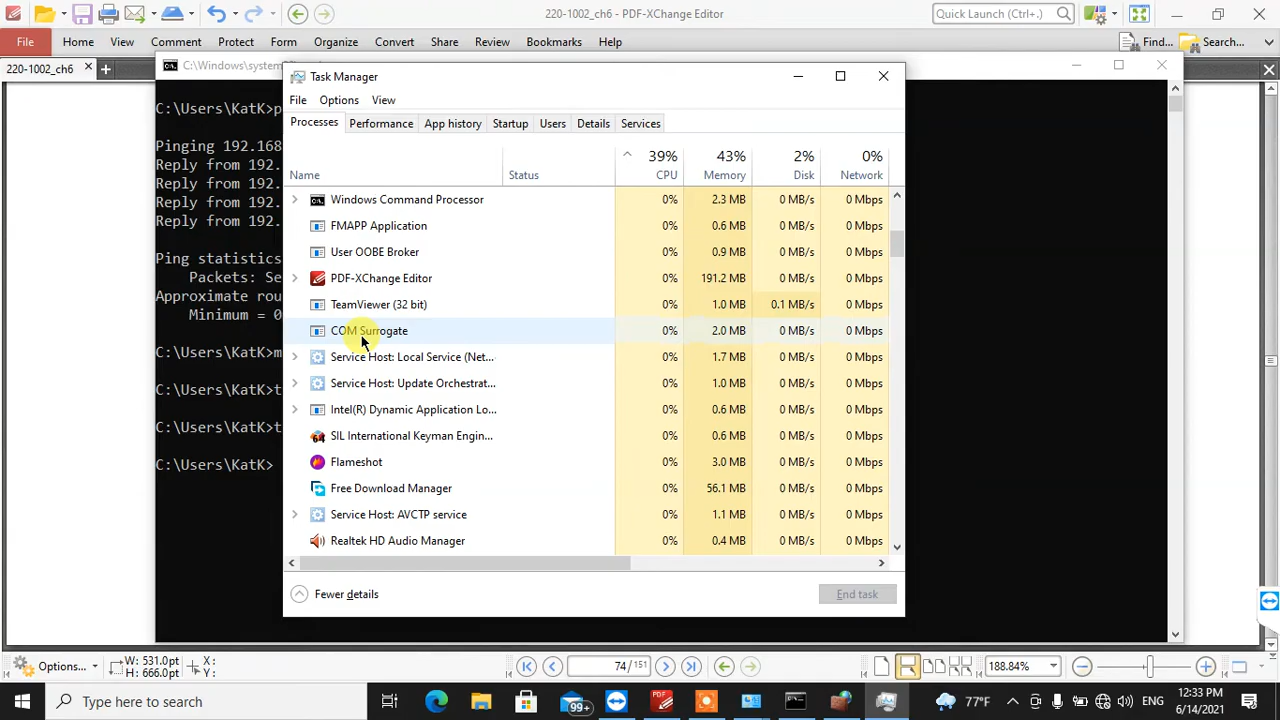 220-1002_ch6 - PDF-XChange Editor
Quick Launch (Ctrl+.)
File Home View Comment Protect Form Organize Convert Share Review Bookmarks Help Find... Search...
220-1002_ch6
C:\Windows\system
Task Manager
File Options View
Processes Performance App history Startup Users Details Services
39% 43% 2% 0%
Name Status CPU Memory Disk Network
Windows Command Processor 0% 2.3 MB 0 MB/s 0 Mbps
FMAPP Application 0% 0.6 MB 0 MB/s 0 Mbps
User OOBE Broker 0% 0.9 MB 0 MB/s 0 Mbps
PDF-XChange Editor 0% 191.2 MB 0 MB/s 0 Mbps
TeamViewer (32 bit) 0% 1.0 MB 0.1 MB/s 0 Mbps
COM Surrogate 0% 2.0 MB 0 MB/s 0 Mbps
Service Host: Local Service (Net... 0% 1.7 MB 0 MB/s 0 Mbps
Service Host: Update Orchestrat... 0% 1.0 MB 0 MB/s 0 Mbps
Intel(R) Dynamic Application Lo... 0% 0.6 MB 0 MB/s 0 Mbps
SIL International Keyman Engin... 0% 0.6 MB 0 MB/s 0 Mbps
Flameshot 0% 3.0 MB 0 MB/s 0 Mbps
Free Download Manager 0% 56.1 MB 0 MB/s 0 Mbps
Service Host: AVCTP service 0% 1.1 MB 0 MB/s 0 Mbps
Realtek HD Audio Manager 0% 0.4 MB 0 MB/s 0 Mbps
Fewer details End task
C:\Users\KatK>p
Pinging 192.168
Reply from 192.
Reply from 192.
Reply from 192.
Reply from 192.
Ping statistics
Packets: Se
Approximate rou
Minimum = 0
C:\Users\KatK>m
C:\Users\KatK>t
C:\Users\KatK>t
C:\Users\KatK>
Options... W: 531.0pt X: 74 / 151 188.84%
H: 666.0pt Y:
Type here to search 99+ 77°F ENG 12:33 PM
6/14/2021